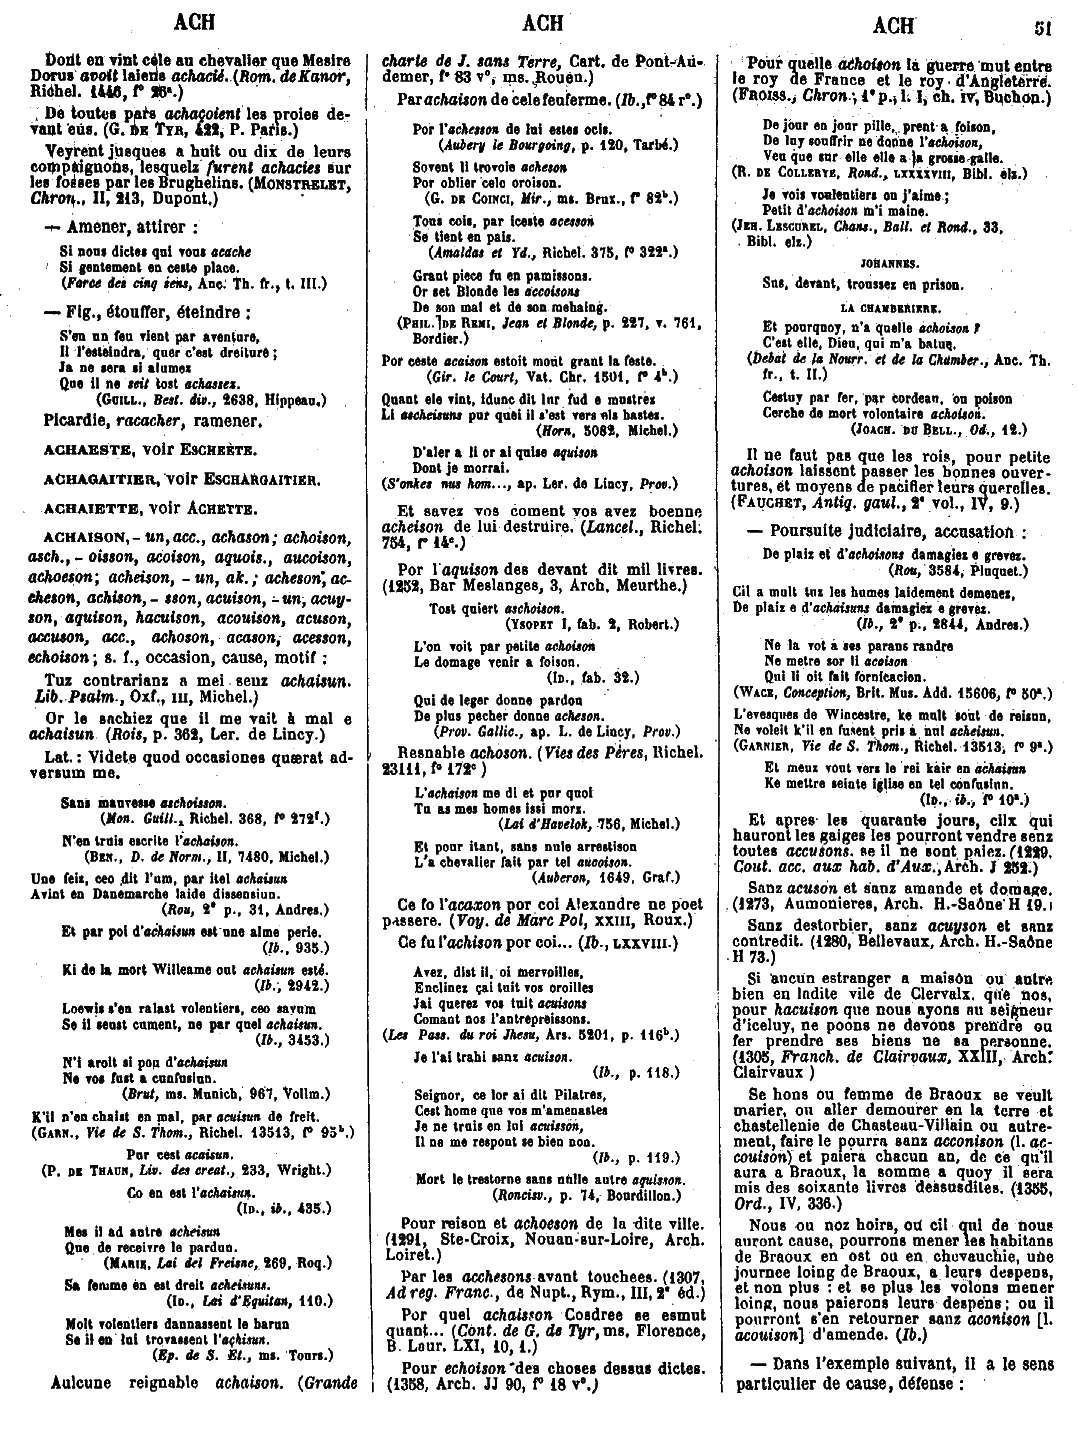 ACH
ACH
ACH
51
Dont en vint cele au chevalier que Mesire
Dorus avoit laiens achacié. (Rom. de Kanor,
Richel. 1446, f° 26ª.)
De toutes pars achaçoient les proies de-
vant eus. (G. DE TYR, 422, P. Paris.)
Veyrent jusques a huit ou dix de leurs
compaignons, lesquelz furent achacies sur
les fosses par les Brughelins. (MONSTRELET,
Chron., II, 213, Dupont.)
— Amener, attirer :
Si nous dictes qui vous acache
Si gentement en ceste place.
(Farce des cinq sens, Anc. Th. fr., t. III.)
— Fig., étouffer, éteindre :
S'en un feu vient par aventure,
Il l'esteindra, quer c'est dreiture ;
Ja ne sera si alumez
Que il ne seit tost achassez.
(GUILL., Best. div., 2638, Hippeau.)
Picardie, racacher, ramener.
ACHAESTE, voir ESCHEETE.
ACHAGAITIER, voir ESCHARGAITIER.
ACHAIETTE, voir ACHETTE.
ACHAISON, - un, acc., achason ; achoison,
asch., - oisson, acoison, aquois., aucoison,
achoeson ; acheison, - un, ak. ; acheson, ac-
cheson, achison, - sson, acuison, - un, acuy-
son, aquison, hacuison, acouison, acuson,
accuson, acc., achoson, acason, acesson,
echoison ; s. f., occasion, cause, motif :
Tuz contrarianz a mei senz achaisun.
Lib. Psalm., Oxf., III, Michel.)
Or le sachiez que il me vait à mal e
achaisun (Rois, p. 362, Ler. de Lincy.)
Lat. : Videte quod occasiones quærat ad-
versum me.
Sans mauvesse aschoisson.
(Mon. Guill., Richel. 368, f° 272f.)
N'en truis escrite l'achaison.
(BEN., D. de Norm., II, 7480, Michel.)
Une feiz, ceo dit l'um, par itel achaisun
Avint en Danemarche laide dissensiun.
(Rou, 2° p., 31, Andres.)
Et par poi d'achaisun est une alme perie.
(Ib., 935.)
Ki de la mort Willeame out achaisun esté.
(Ib., 2942.)
Loewis s'en ralast volentiers, ceo savum
Se il seust cument, ne par quel achaisun.
(Ib., 3453.)
N'i aroit si pou d'achaisun
Ne vos fust a confusiun.
(Brut, ms. Munich, 967, Vollm.)
K'il n'en chaist en mal, par acuisun de freit.
(GARN., Vie de S. Thom., Richel. 13513, f° 95ᵇ.)
Pur cest acaisun.
(P. DE THAUN, Liv. des creat., 233, Wright.)
Co en est l'achaisun.
(ID., ib., 435.)
Mes il ad autre acheisun
Que de receivre le pardun.
(MARIE, Lai del Freisne, 269, Roq.)
Sa femme en est dreit acheisuns.
(ID., Lai d'Equitan, 110.)
Molt volentiers dannassent le barun
Se il en lui trovassent l'achisun.
(Ep. de S. Et., ms. Tours.)
Aulcune reignable achaison. (Grande
charte de J. sans Terre, Cart. de Pont-Au-
demer, f° 83 v°, ms. Rouen.)
Par achaison de cele feuferme. (Ib., f° 84 r°.)
Por l'achesson de lui estes ocis.
(Aubery le Bourgoing, p. 120, Tarbé.)
Sovent li trovoie acheson
Por oblier cele oroison.
(G. DE COINCI, Mir., ms. Brux., f° 82ᵇ.)
Tous cois, par iceste acesson
Se tient en pais.
(Amaldas et Yd., Richel. 375, f° 322ª.)
Grant piece fu en pamissons.
Or set Blonde les accoisons
De son mal et de son mehaing.
(PHIL. DE REMI, Jean et Blonde, p. 227, v. 761,
Bordier.)
Por ceste acaison estoit mout grant la feste.
(Gir. le Court, Vat. Chr. 1501, f° 4ᵇ.)
Quant ele vint, idunc dit lur fud e mustrez
Li ascheisuns pur quei il s'est vers els hastez.
(Horn, 5082, Michel.)
D'aler a li or ai quise aquison
Dont je morrai.
(S'onkes nus hom..., ap. Ler. de Lincy, Prov.)
Et savez vos coment vos avez boenne
acheison de lui destruire. (Lancel., Richel.
754, f° 14ᶜ.)
Por l'aquison des devant dit mil livres.
(1252, Bar Meslanges, 3, Arch. Meurthe.)
Tost quiert aschoison.
(YSOPET I, fab. 2, Robert.)
L'on voit par petite achoison
Le domage venir a foison.
(ID., fab. 32.)
Qui de leger donne pardon
De plus pecher donne acheson.
(Prov. Gallic., ap. L. de Lincy, Prov.)
Resnable achoson. (Vies des Pères, Richel.
23111, f° 172ᶜ)
L'achaison me di et pur quoi
Tu as mes homes issi morz.
(Lai d'Havelok, 756, Michel.)
Et pour itant, sans nule arrestison
L'a chevalier fait par tel aucoison.
(Auberon, 1649, Graf.)
Ce fo l'acaxon por coi Alexandre ne poet
passere. (Voy. de Marc Pol, XXIII, Roux.)
Ce fu l'achison por coi... (Ib., LXXVIII.)
Avez, dist il, oi mervoilles,
Enclinez çai tuit vos oroilles
Jai querez vos tuit acuisons
Comant nos l'antrepreissons.
(Les Pass. du roi Jhesu, Ars. 5201, p. 116ᵇ.)
Je l'ai trahi sanz acuison.
(Ib., p. 118.)
Seignor, ce lor ai dit Pilatres,
Cest home que vos m'amenastes
Je ne truis en lui acuisson,
Il ne me respont se bien non.
(Ib., p. 119.)
Mort le trestorne sans nulle autre aquisson.
(Roncisv., p. 74, Bourdillon.)
Pour reison et achoeson de la dite ville.
(1291, Ste-Croix, Nouan-sur-Loire, Arch.
Loiret.)
Par les acchesons avant touchees. (1307,
Ad reg. Franc., de Nupt., Rym., III, 2° éd.)
Por quel achaisson Cosdree se esmut
quant... (Cont. de G. de Tyr, ms. Florence,
B. Laur. LXI, 10, 1.)
Pour echoison des choses dessus dictes.
(1358, Arch. JJ 90, f° 18 v°.)
Pour quelle achoison la guerre mut entre
le roy de France et le roy d'Angleterre.
(FROISS., Chron., 1° p., l. I, ch. IV, Buchon.)
De jour en jour pille, prent a foison,
De luy souffrir ne donne l'achoison,
Veu que sur elle elle a la grosse galle.
(R. DE COLLERYE, Rond., LXXXXVIII, Bibl. elz.)
Je vois voulentiers ou j'aime ;
Petit d'achoison m'i maine.
(JEH. LESCUREL, Chans., Ball. et Rond., 33,
Bibl. elz.)
JOHANNES.
Sus, devant, troussez en prison.
LA CHAMBERIERE.
Et pourquoy, n'a quelle achoison ?
C'est elle, Dieu, qui m'a batue.
(Debat de la Nourr. et de la Chamber., Anc. Th.
fr., t. II.)
Cestuy par fer, par cordeau, ou poison
Cerche de mort volontaire achoison.
(JOACH. DU BELL., Od., 12.)
Il ne faut pas que les rois, pour petite
achoison laissent passer les bonnes ouver-
tures, et moyens de pacifier leurs querelles.
(FAUCHET, Antiq. gaul., 2° vol., IV, 9.)
— Poursuite judiciaire, accusation :
De plaiz et d'achoisons damagiez e grevez.
(Rou, 3584, Pluquet.)
Cil a mult tuz les humes laidement demenez,
De plaiz e d'achaisuns damagiez e grevez.
(Ib., 2° p., 2844, Andres.)
Ne la vot a ses parans randre
Ne metre sor li acoison
Qui li oit fait fornicacion.
(WACE, Conception, Brit. Mus. Add. 15606, f° 50ª.)
L'evesques de Wincestre, ke mult sont de reisun,
Ne voleit k'il en fusent pris à nul acheisun.
(GARNIER, Vie de S. Thom., Richel. 13513, f° 9ª.)
Et meuz vout vers le rei kair en achaisun
Ke mettre seinte iglise en tel confusiun.
(ID., ib., f° 10ª.)
Et apres les quarante jours, cilx qui
hauront les gaiges les pourront vendre senz
toutes accusons. se il ne sont paiez. (1229,
Cout. acc. aux hab. d'Aux., Arch. J 252.)
Sanz acuson et sanz amande et domage.
(1273, Aumonieres, Arch. H.-Saône H 19.)
Sanz destorbier, sanz acuyson et sanz
contredit. (1280, Bellevaux, Arch. H.-Saône
H 73.)
Si aucun estranger a maison ou autre
bien en ladite vile de Clervalx, que nos,
pour hacuison que nous ayons au seigneur
d'iceluy, ne poons ne devons prendre ou
fer prendre ses biens ne sa personne.
(1305, Franch. de Clairvaux, XXIII, Arch.
Clairvaux )
Se hons ou femme de Braoux se veult
marier, ou aller demourer en la terre et
chastellenie de Chasteau-Villain ou autre-
ment, faire le pourra sanz acconison (l. ac-
couison) et paiera chacun an, de ce qu'il
aura a Braoux, la somme a quoy il sera
mis des soixante livres dessusdites. (1355,
Ord., IV, 336.)
Nous ou noz hoirs, ou cil qui de nous
auront cause, pourrons mener les habitans
de Braoux en ost ou en chevauchie, une
journee loing de Braoux, a leurs despens,
et non plus : et se plus les volons mener
loing, nous paierons leurs despens ; ou il
pourront s'en retourner sanz aconison [l.
acouison] d'amende. (Ib.)
— Dans l'exemple suivant, il a le sens
particulier de cause, défense :